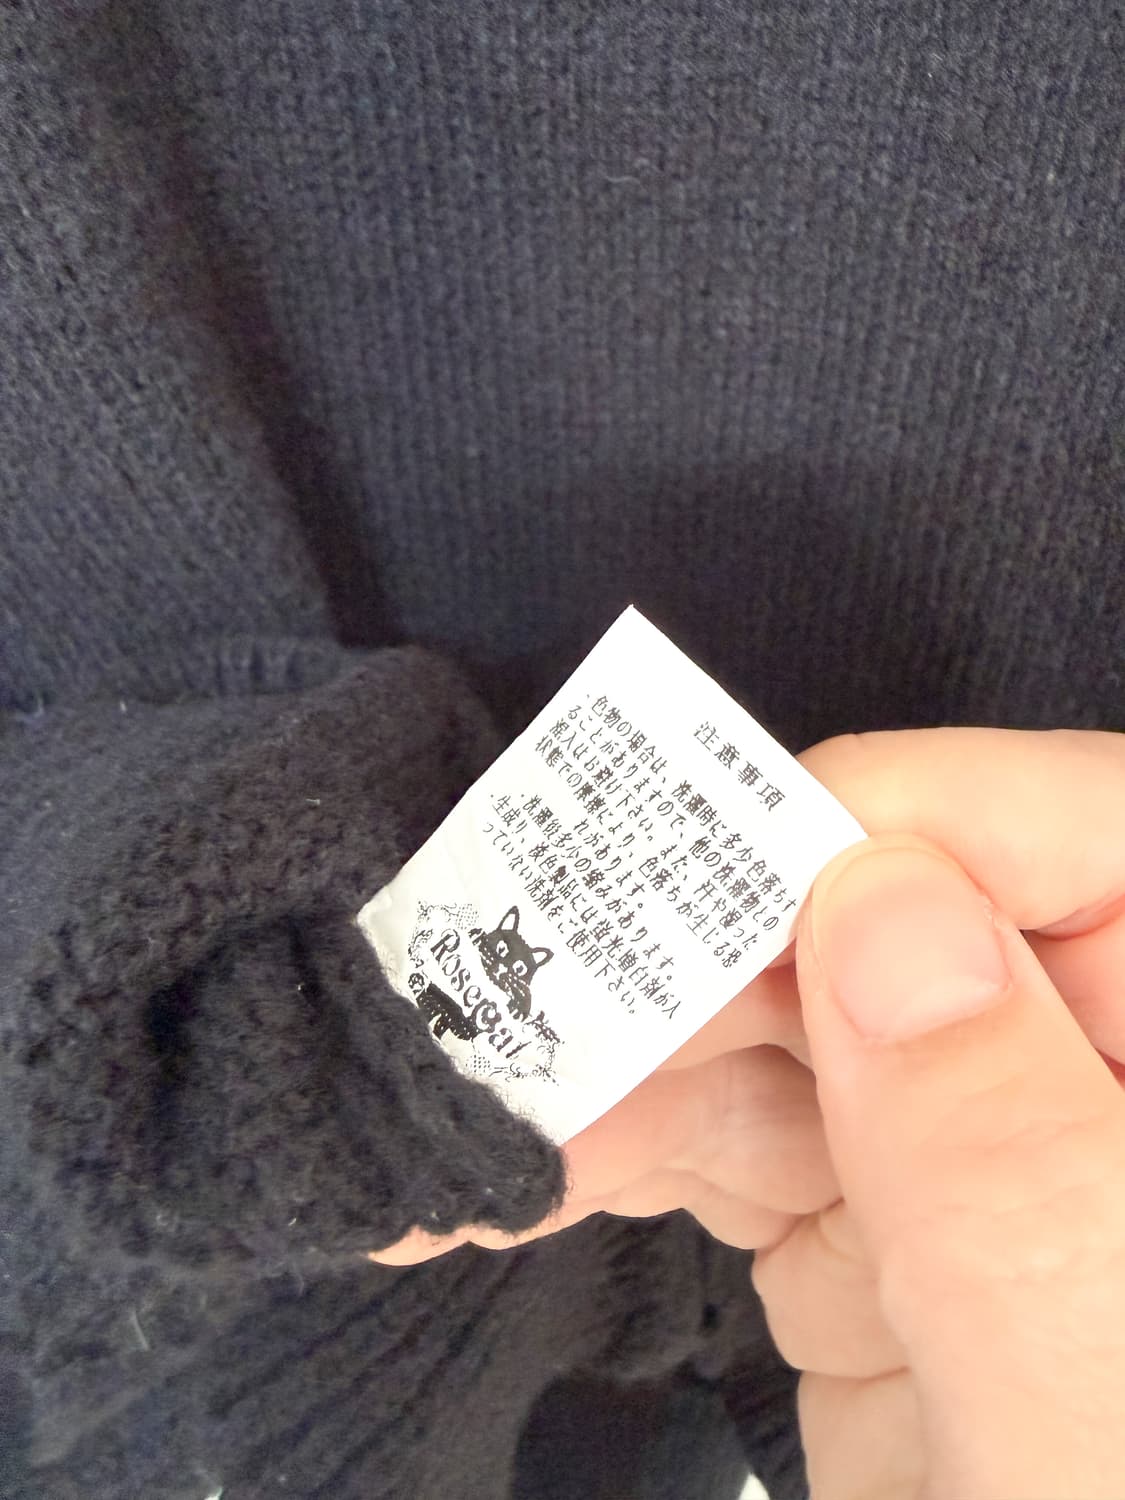 注意事項
・色物の場合は、洗濯時に多少色落ちす
ることがありますので、他の洗濯物との
混入はお避け下さい。また、汗や湿った
状態での摩擦により、色落ちが生じる恐
れがあります。
・洗濯後多少の縮みがあります。
・生成り、淡色製品には蛍光増白剤が入
っていない洗剤をご使用下さい。
RoseCat